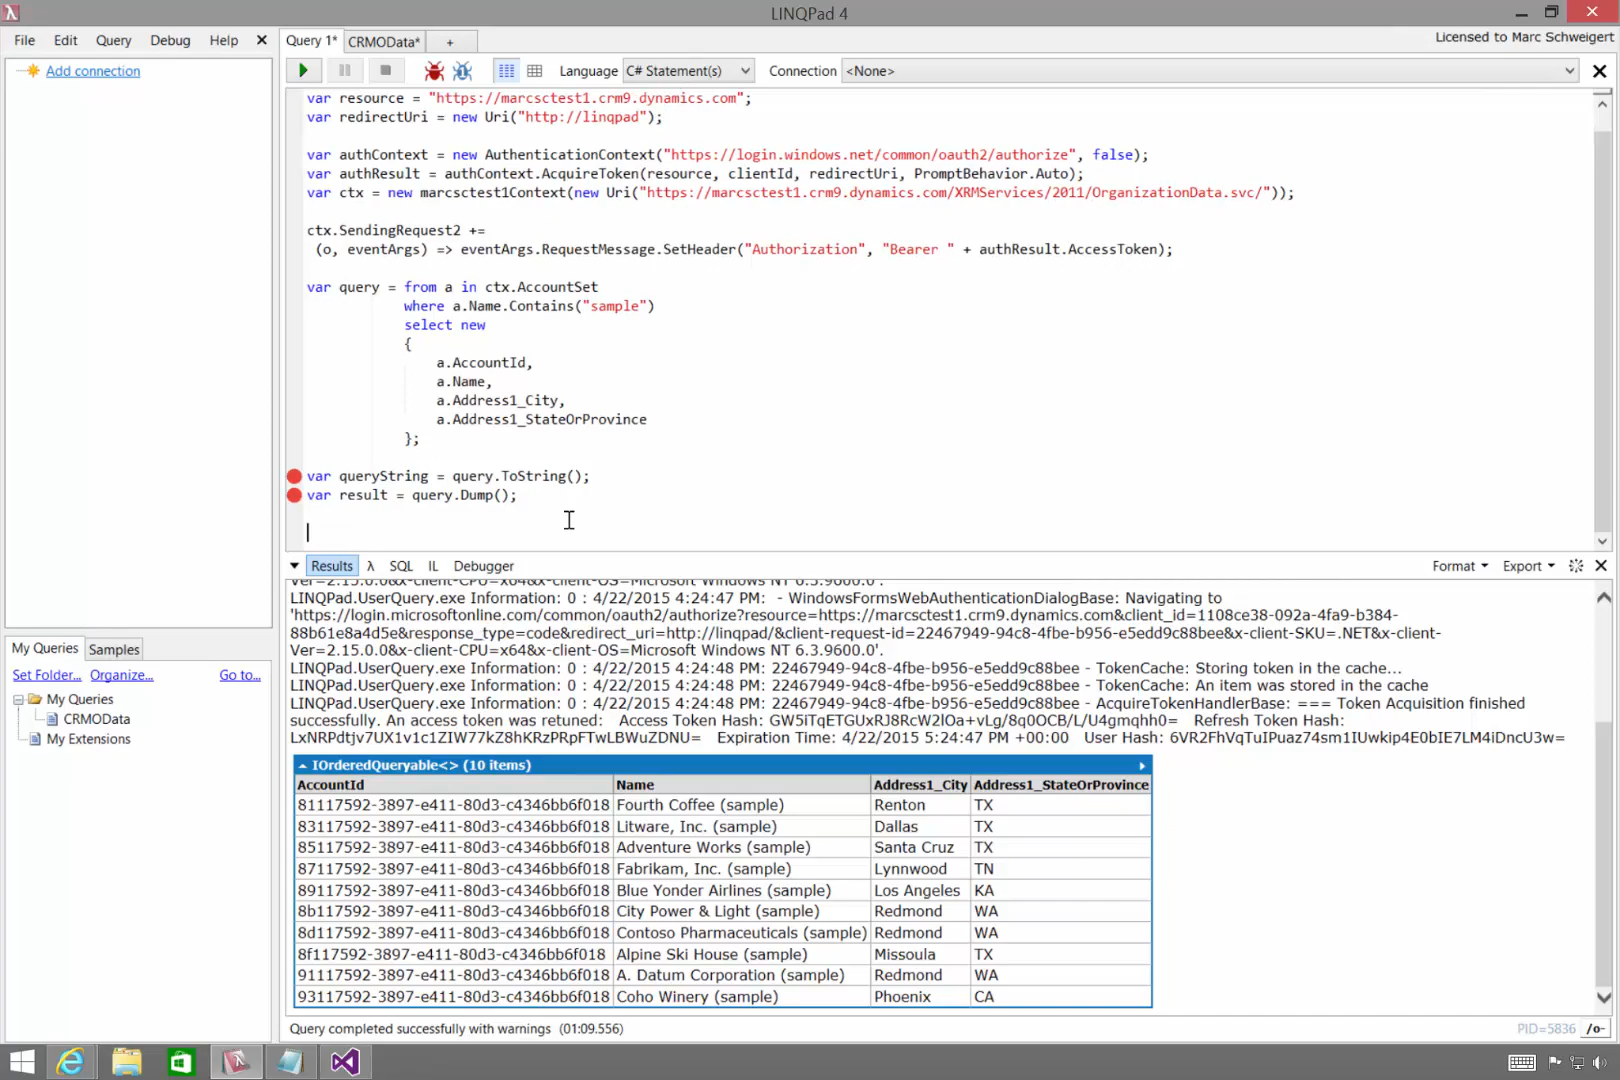 LINQPad 4
File Edit Query Debug Help
Query 1* CRMOData* +
Licensed to Marc Schweigert
Add connection
Language C# Statement(s) Connection <None>
var resource = "https://marcsctest1.crm9.dynamics.com";
var redirectUri = new Uri("http://linqpad");
var authContext = new AuthenticationContext("https://login.windows.net/common/oauth2/authorize", false);
var authResult = authContext.AcquireToken(resource, clientId, redirectUri, PromptBehavior.Auto);
var ctx = new marcsctest1Context(new Uri("https://marcsctest1.crm9.dynamics.com/XRMServices/2011/OrganizationData.svc/"));
ctx.SendingRequest2 +=
(o, eventArgs) => eventArgs.RequestMessage.SetHeader("Authorization", "Bearer " + authResult.AccessToken);
var query = from a in ctx.AccountSet
where a.Name.Contains("sample")
select new
{
a.AccountId,
a.Name,
a.Address1_City,
a.Address1_StateOrProvince
};
var queryString = query.ToString();
var result = query.Dump();
Results λ SQL IL Debugger
Format Export
Ver=2.15.0.0&x-client-CPU=x64&x-client-OS=Microsoft Windows NT 6.3.9600.0'.
LINQPad.UserQuery.exe Information: 0 : 4/22/2015 4:24:47 PM: - WindowsFormsWebAuthenticationDialogBase: Navigating to
'https://login.microsoftonline.com/common/oauth2/authorize?resource=https://marcsctest1.crm9.dynamics.com&client_id=1108ce38-092a-4fa9-b384-
88b61e8a4d5e&response_type=code&redirect_uri=http://linqpad/&client-request-id=22467949-94c8-4fbe-b956-e5edd9c88bee&x-client-SKU=.NET&x-client-
Ver=2.15.0.0&x-client-CPU=x64&x-client-OS=Microsoft Windows NT 6.3.9600.0'.
LINQPad.UserQuery.exe Information: 0 : 4/22/2015 4:24:48 PM: 22467949-94c8-4fbe-b956-e5edd9c88bee - TokenCache: Storing token in the cache...
LINQPad.UserQuery.exe Information: 0 : 4/22/2015 4:24:48 PM: 22467949-94c8-4fbe-b956-e5edd9c88bee - TokenCache: An item was stored in the cache
LINQPad.UserQuery.exe Information: 0 : 4/22/2015 4:24:48 PM: 22467949-94c8-4fbe-b956-e5edd9c88bee - AcquireTokenHandlerBase: === Token Acquisition finished
successfully. An access token was retuned: Access Token Hash: GW5iTqETGUxRJ8RcW2lOa+vLg/8q0OCB/L/U4gmqhh0= Refresh Token Hash:
LxNRPdtjv7UX1v1c1ZIW77kZ8hKRzPRpFTwLBWuZDNU= Expiration Time: 4/22/2015 5:24:47 PM +00:00 User Hash: 6VR2FhVqTuIPuaz74sm1IUwkip4E0bIE7LM4iDncU3w=
IOrderedQueryable<> (10 items)
AccountId Name Address1_City Address1_StateOrProvince
81117592-3897-e411-80d3-c4346bb6f018 Fourth Coffee (sample) Renton TX
83117592-3897-e411-80d3-c4346bb6f018 Litware, Inc. (sample) Dallas TX
85117592-3897-e411-80d3-c4346bb6f018 Adventure Works (sample) Santa Cruz TX
87117592-3897-e411-80d3-c4346bb6f018 Fabrikam, Inc. (sample) Lynnwood TN
89117592-3897-e411-80d3-c4346bb6f018 Blue Yonder Airlines (sample) Los Angeles KA
8b117592-3897-e411-80d3-c4346bb6f018 City Power & Light (sample) Redmond WA
8d117592-3897-e411-80d3-c4346bb6f018 Contoso Pharmaceuticals (sample) Redmond WA
8f117592-3897-e411-80d3-c4346bb6f018 Alpine Ski House (sample) Missoula TX
91117592-3897-e411-80d3-c4346bb6f018 A. Datum Corporation (sample) Redmond WA
93117592-3897-e411-80d3-c4346bb6f018 Coho Winery (sample) Phoenix CA
Query completed successfully with warnings (01:09.556)
PID=5836 /o-
My Queries Samples
Set Folder... Organize... Go to...
My Queries
CRMOData
My Extensions